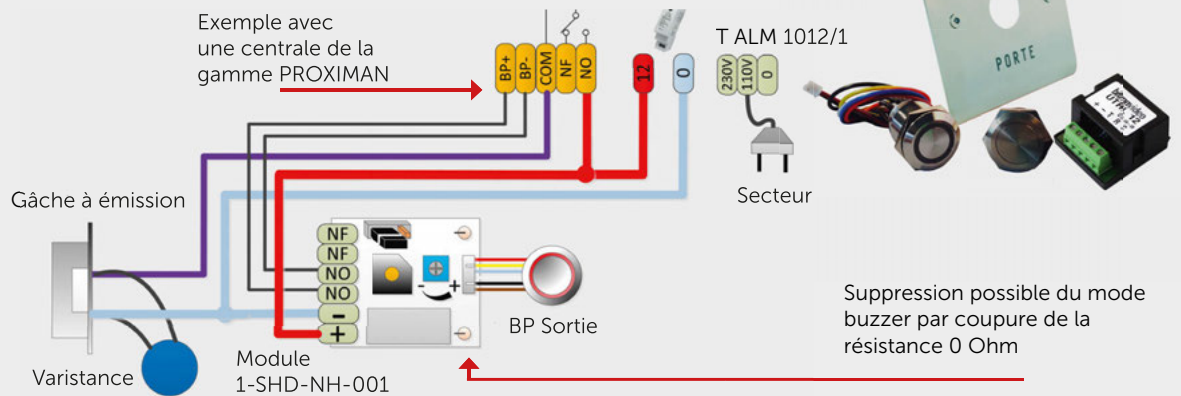 Exemple avec
une centrale de la
gamme PROXIMAN
BP+
BP-
COM
NF
NO
12
0
T ALM 1012/1
230V
110V
0
Secteur
PORTE
UTM 12
+ - T R S
Gâche à émission
Varistance
NF
NF
NO
NO
-
+
- +
Module
1-SHD-NH-001
BP Sortie
Suppression possible du mode
buzzer par coupure de la
résistance 0 Ohm